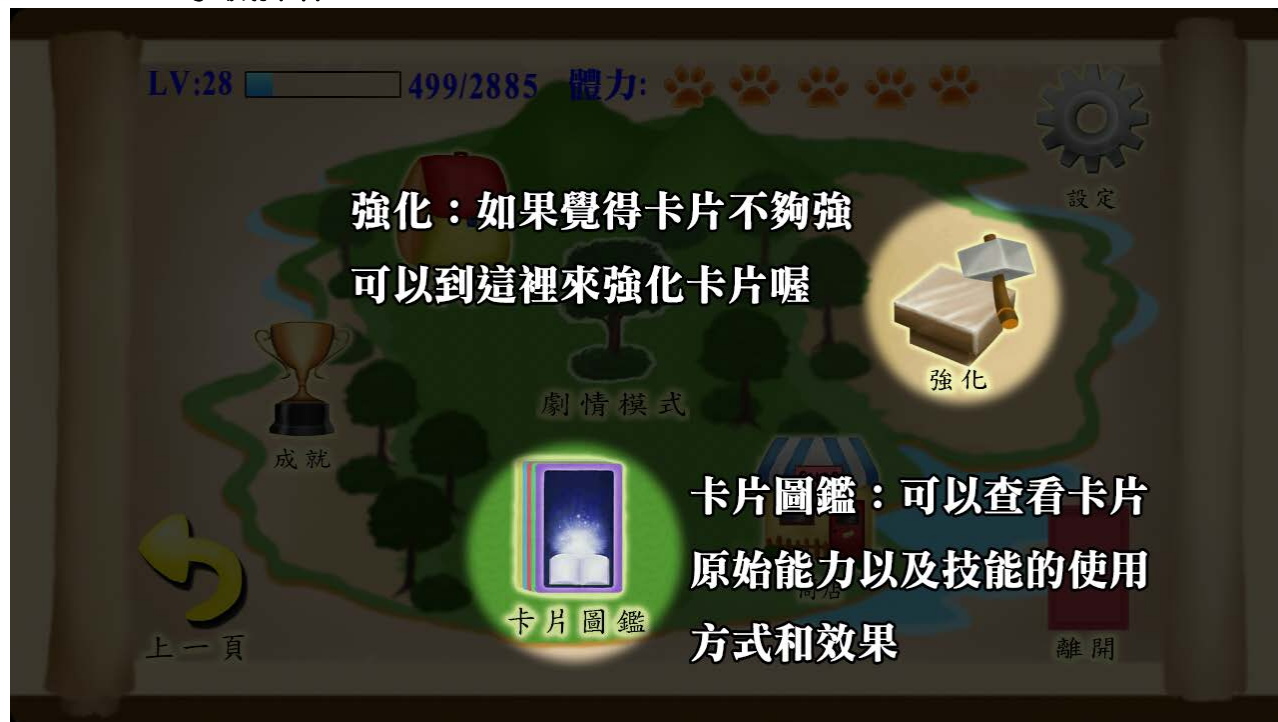 LV:28 499/2885 體力:
設定
強化：如果覺得卡片不夠強
可以到這裡來強化卡片喔
強化
劇情模式
成就
卡片圖鑑：可以查看卡片
原始能力以及技能的使用
方式和效果
卡片圖鑑
商店
上一頁
離開